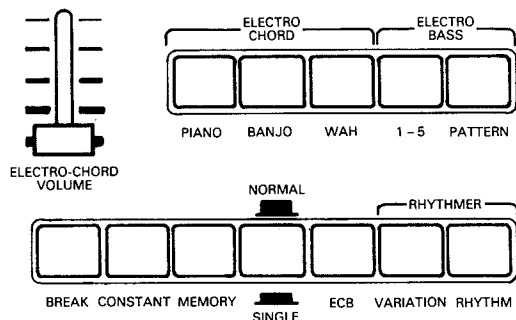 ELECTRO
CHORD
ELECTRO
BASS
PIANO BANJO WAH 1-5 PATTERN
ELECTRO-CHORD
VOLUME
NORMAL
RHYTHMER
BREAK CONSTANT MEMORY ECB VARIATION RHYTHM
SINGLE